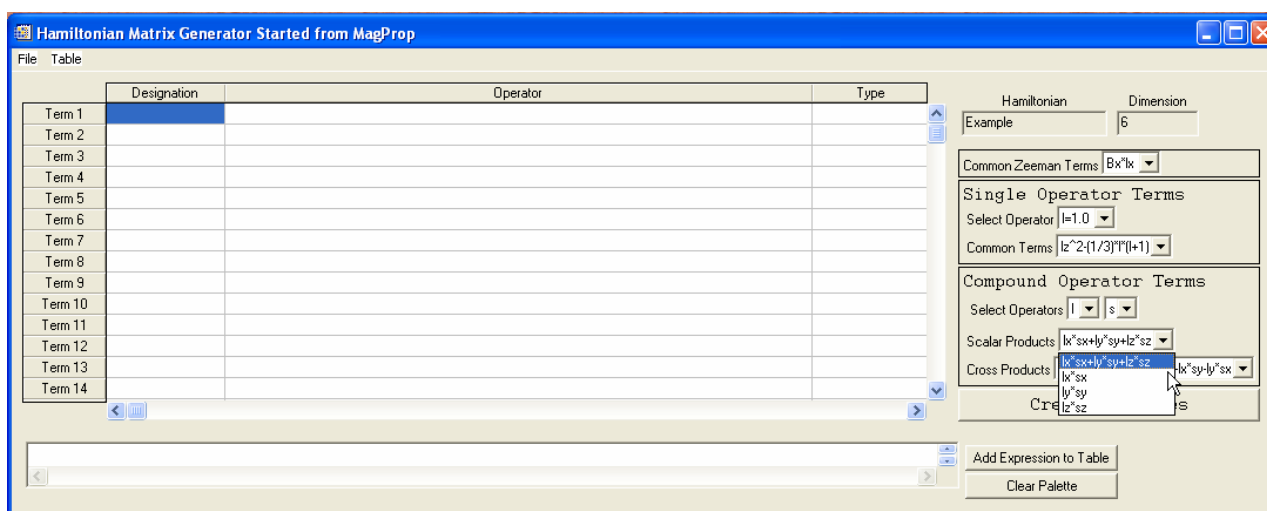 Hamiltonian Matrix Generator Started from MagProp
File Table
Designation Operator Type
Term 1
Term 2
Term 3
Term 4
Term 5
Term 6
Term 7
Term 8
Term 9
Term 10
Term 11
Term 12
Term 13
Term 14
Hamiltonian Dimension
Example 6
Common Zeeman Terms Bx*lx
Single Operator Terms
Select Operator I=1.0
Common Terms Iz^2-(1/3)*I*(I+1)
Compound Operator Terms
Select Operators I s
Scalar Products Ix*sx+Iy*sy+Iz*sz
Ix*sx+Iy*sy+Iz*sz
Ix*sx
Iy*sy
Iz*sz
Cross Products Ix*sy-Iy*sx
Add Expression to Table
Clear Palette